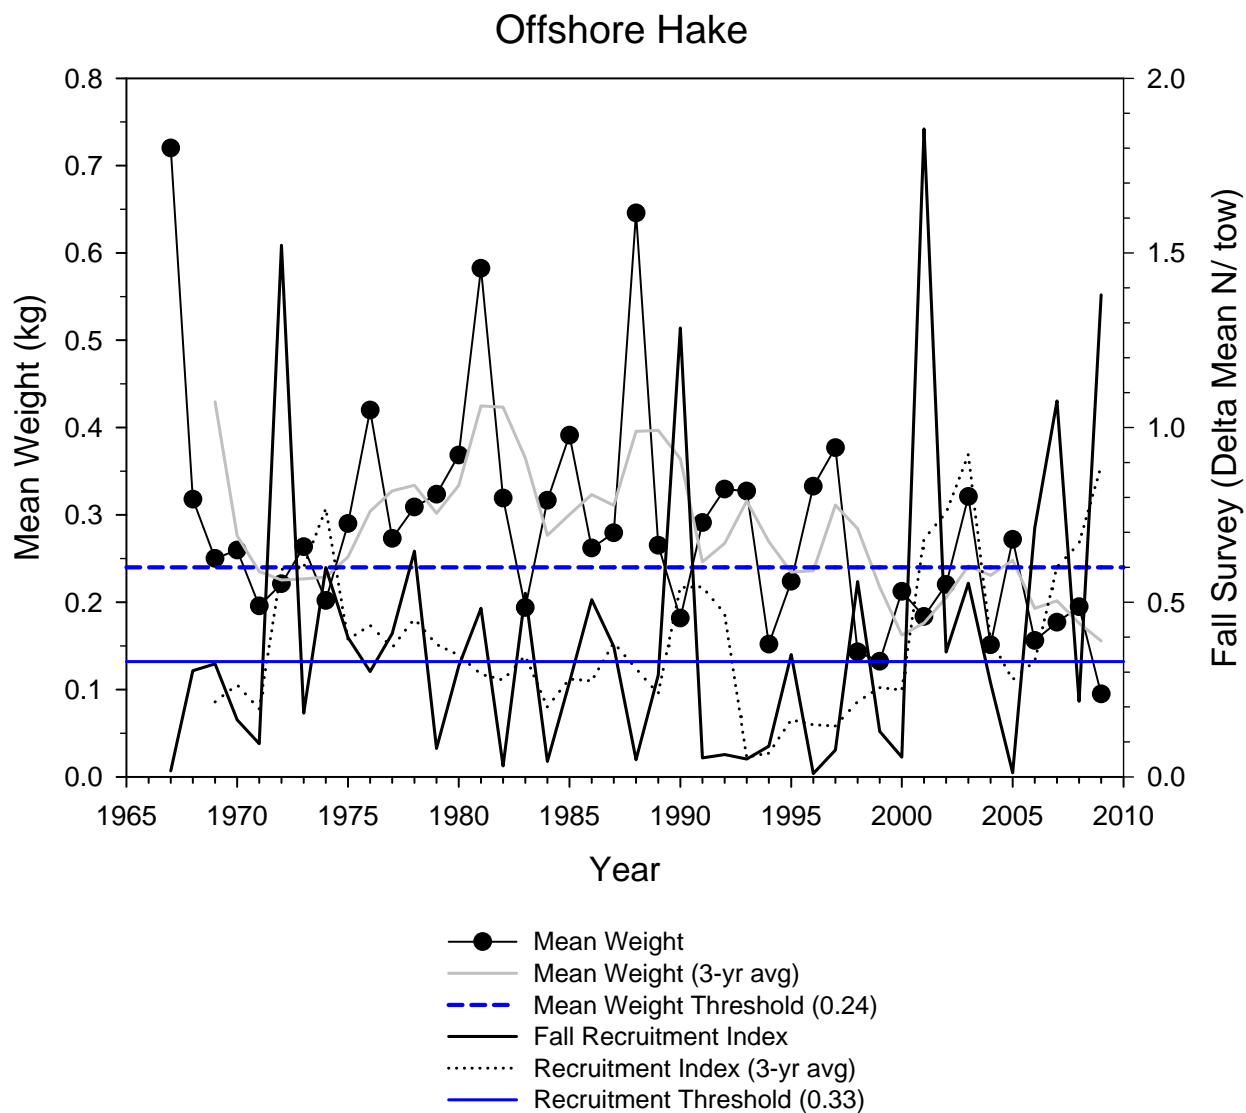 Offshore Hake
0.8
0.7
0.6
0.5
0.4
0.3
0.2
0.1
0.0
Mean Weight (kg)
2.0
1.5
1.0
0.5
0.0
Fall Survey (Delta Mean N/ tow)
1965 1970 1975 1980 1985 1990 1995 2000 2005 2010
Year
Mean Weight
Mean Weight (3-yr avg)
Mean Weight Threshold (0.24)
Fall Recruitment Index
Recruitment Index (3-yr avg)
Recruitment Threshold (0.33)